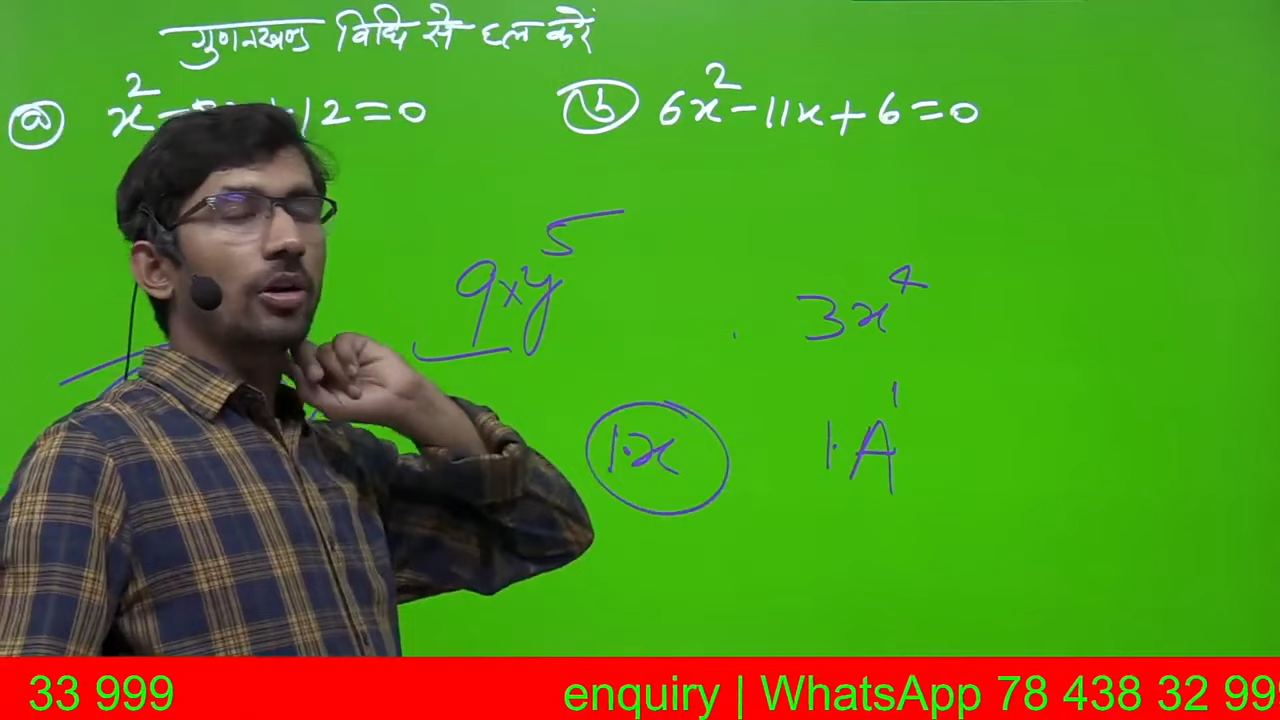 गुणनखण्ड विधि से हल करें
(a) x² - 12 = 0
(b) 6x² - 11x + 6 = 0
9xy⁵
3x⁴
1.x
1.A¹
33 999
enquiry | WhatsApp 78 438 32 99